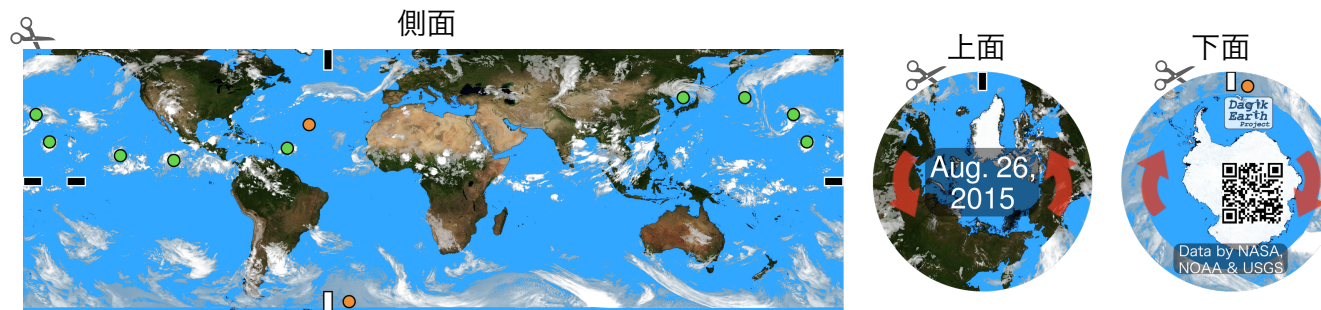 側面
上面
下面
Aug. 26,
2015
Dagik
Earth
Project
Data by NASA,
NOAA & USGS